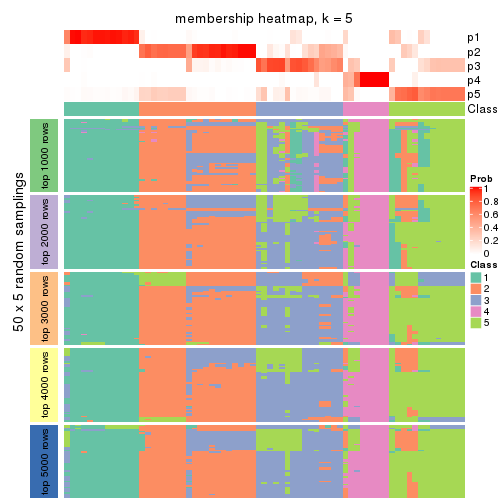 membership heatmap, k = 5
p1
p2
p3
p4
p5
Class
50 x 5 random samplings
top 1000 rows
top 2000 rows
top 3000 rows
top 4000 rows
top 5000 rows
Prob
1
0.8
0.6
0.4
0.2
0
Class
1
2
3
4
5